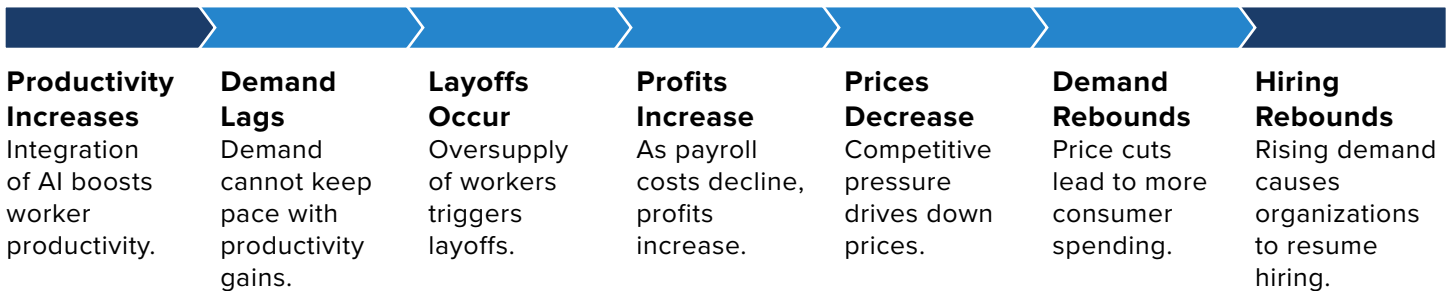 Productivity
Increases
Integration
of AI boosts
worker
productivity.
Demand
Lags
Demand
cannot keep
pace with
productivity
gains.
Layoffs
Occur
Oversupply
of workers
triggers
layoffs.
Profits
Increase
As payroll
costs decline,
profits
increase.
Prices
Decrease
Competitive
pressure
drives down
prices.
Demand
Rebounds
Price cuts
lead to more
consumer
spending.
Hiring
Rebounds
Rising demand
causes
organizations
to resume
hiring.